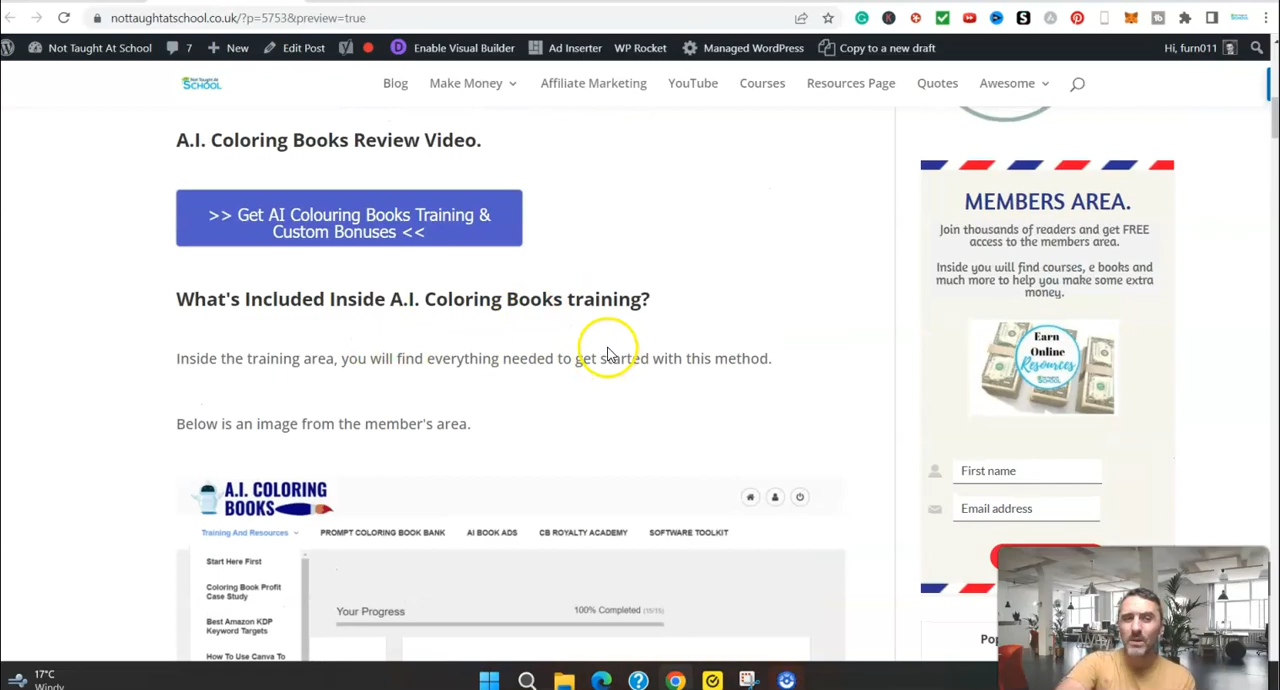 nottaughtatschool.co.uk/?p=5753&preview=true
Not Taught At School
7
New
Edit Post
Enable Visual Builder
Ad Inserter
WP Rocket
Managed WordPress
Copy to a new draft
Hi, furn011
Not Taught At
SCHOOL
Blog
Make Money
Affiliate Marketing
YouTube
Courses
Resources Page
Quotes
Awesome
A.I. Coloring Books Review Video.
>> Get AI Colouring Books Training &
Custom Bonuses <<
What's Included Inside A.I. Coloring Books training?
Inside the training area, you will find everything needed to get started with this method.
Below is an image from the member's area.
A.I. COLORING
BOOKS
Training And Resources
PROMPT COLORING BOOK BANK
AI BOOK ADS
CB ROYALTY ACADEMY
SOFTWARE TOOLKIT
Start Here First
Coloring Book Profit
Case Study
Best Amazon KDP
Keyword Targets
How To Use Canva To
Your Progress
100% Completed (15/15)
MEMBERS AREA.
Join thousands of readers and get FREE
access to the members area.
Inside you will find courses, e books and
much more to help you make some extra
money.
Earn
Online
Resources
First name
Email address
17°C
Windy